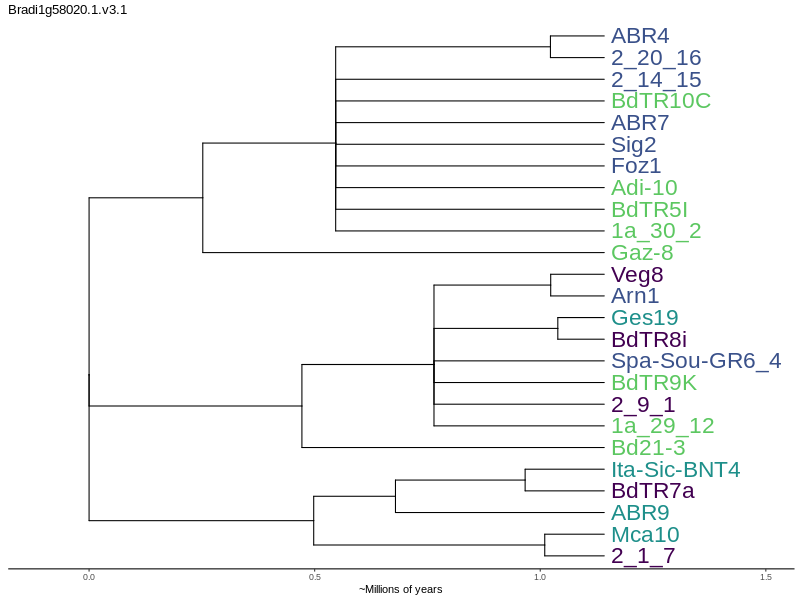 Bradi1g58020.1.v3.1
ABR4
2_20_16
2_14_15
BdTR10C
ABR7
Sig2
Foz1
Adi-10
BdTR5I
1a_30_2
Gaz-8
Veg8
Arn1
Ges19
BdTR8i
Spa-Sou-GR6_4
BdTR9K
2_9_1
1a_29_12
Bd21-3
Ita-Sic-BNT4
BdTR7a
ABR9
Mca10
2_1_7
0.0 0.5 1.0 1.5
~Millions of years